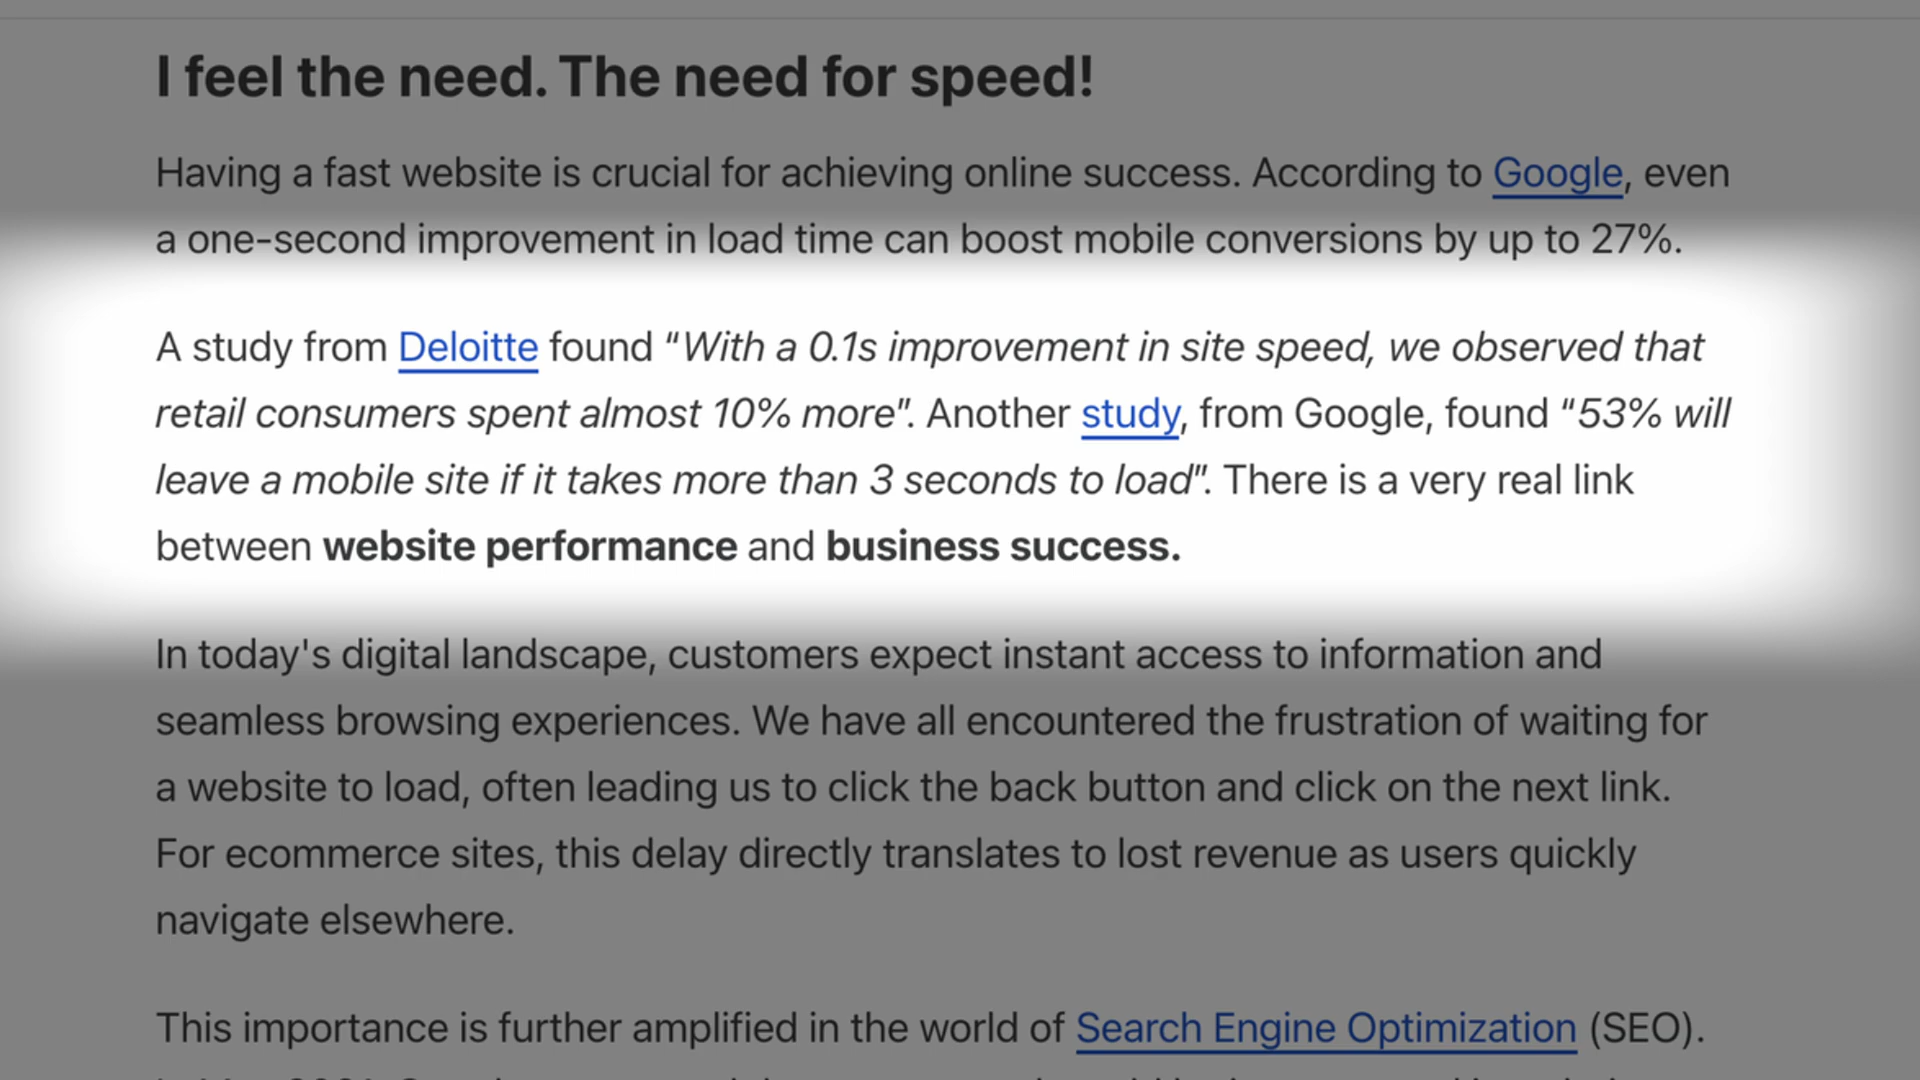 I feel the need. The need for speed!
Having a fast website is crucial for achieving online success. According to Google, even
a one-second improvement in load time can boost mobile conversions by up to 27%.
A study from Deloitte found “With a 0.1s improvement in site speed, we observed that
retail consumers spent almost 10% more”. Another study, from Google, found “53% will
leave a mobile site if it takes more than 3 seconds to load”. There is a very real link
between website performance and business success.
In today's digital landscape, customers expect instant access to information and
seamless browsing experiences. We have all encountered the frustration of waiting for
a website to load, often leading us to click the back button and click on the next link.
For ecommerce sites, this delay directly translates to lost revenue as users quickly
navigate elsewhere.
This importance is further amplified in the world of Search Engine Optimization (SEO).